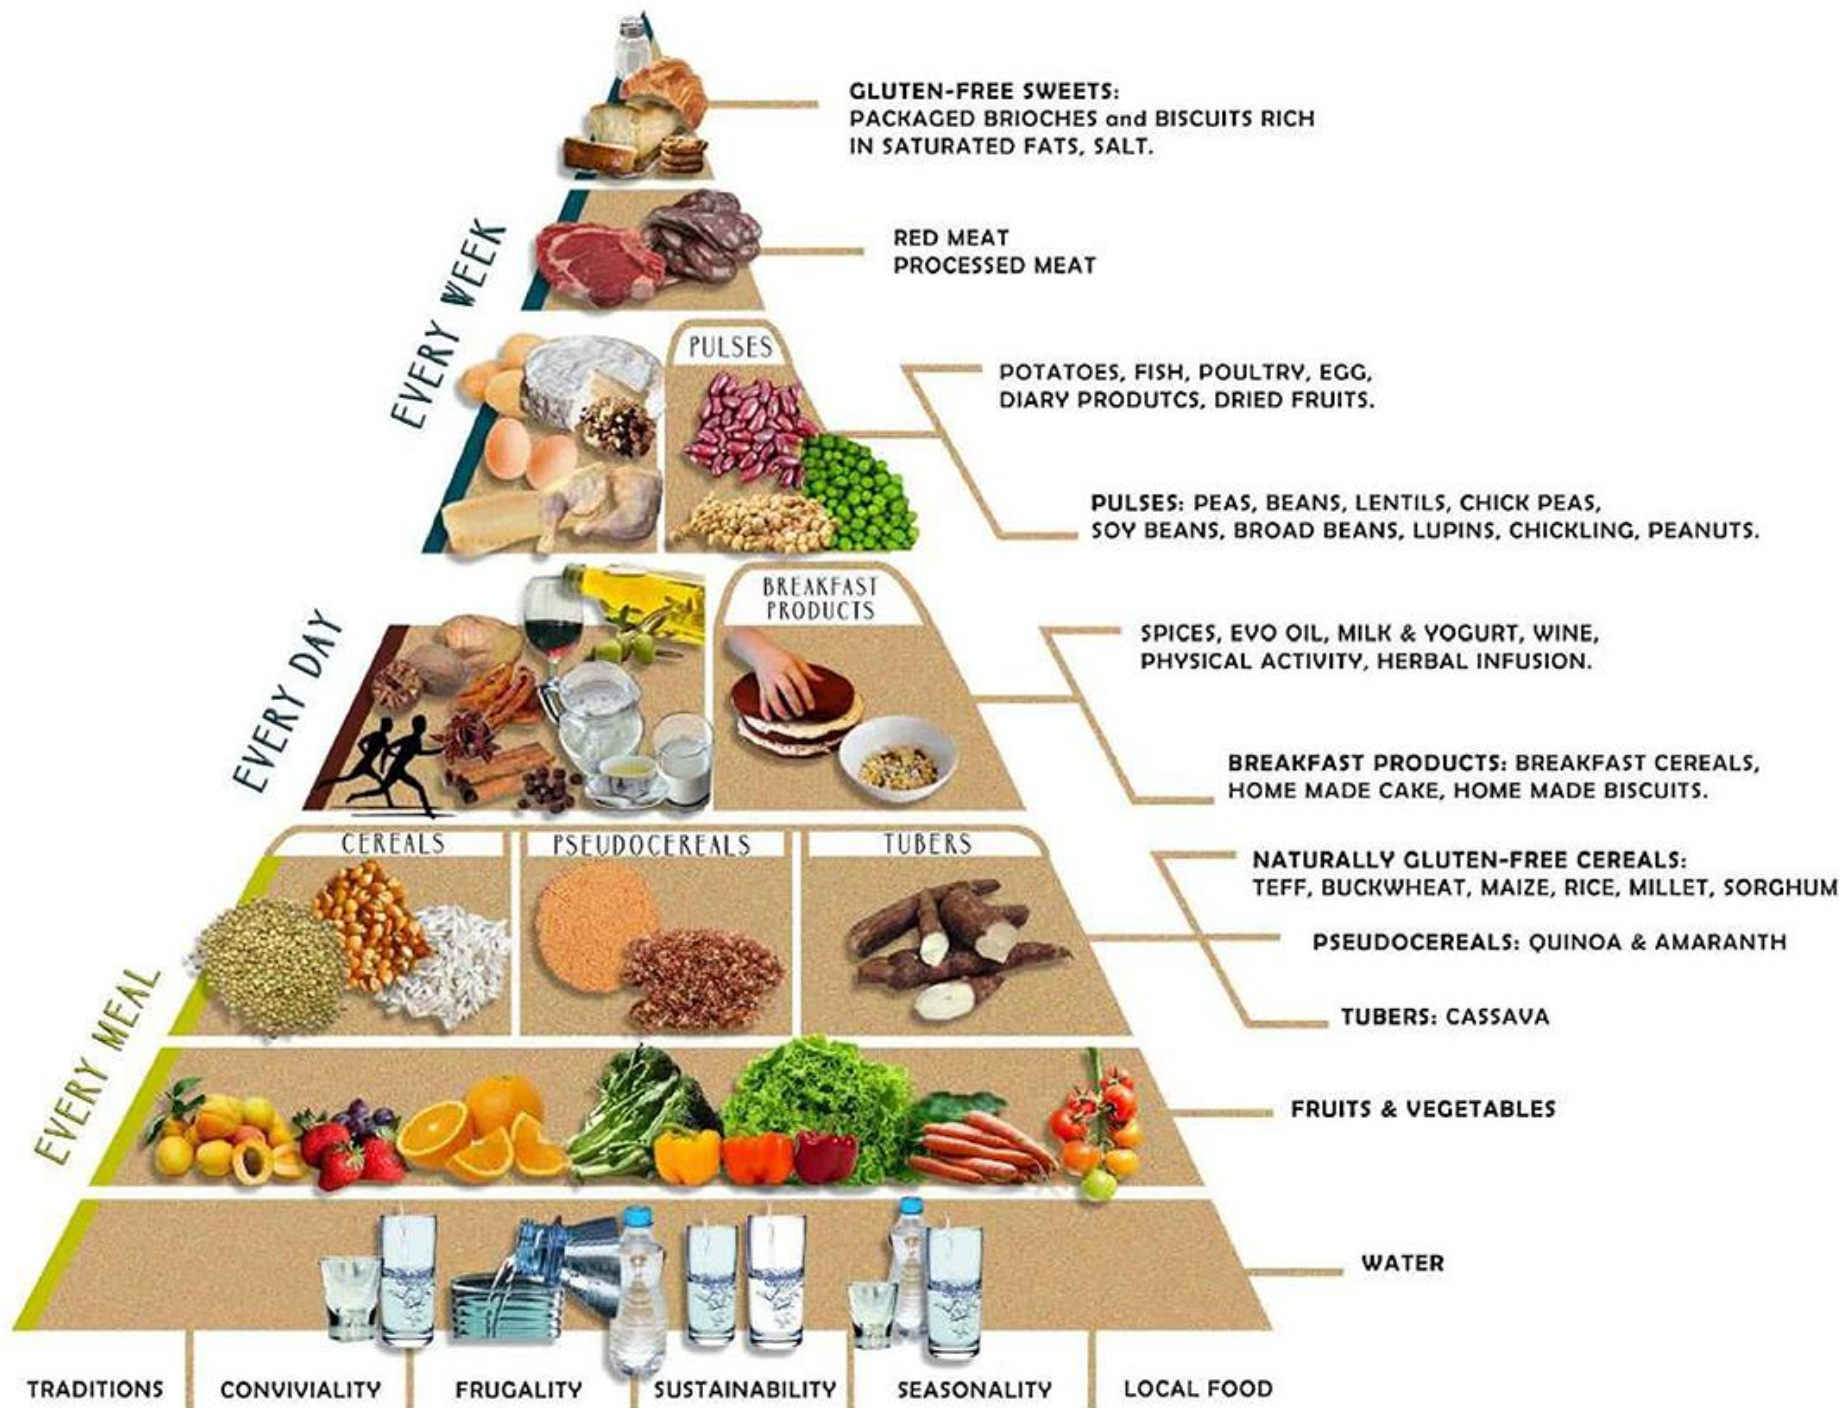 GLUTEN-FREE SWEETS:
PACKAGED BRIOCHES and BISCUITS RICH
IN SATURATED FATS, SALT.
EVERY WEEK
RED MEAT
PROCESSED MEAT
PULSES
POTATOES, FISH, POULTRY, EGG,
DIARY PRODUTCS, DRIED FRUITS.
PULSES: PEAS, BEANS, LENTILS, CHICK PEAS,
SOY BEANS, BROAD BEANS, LUPINS, CHICKLING, PEANUTS.
EVERY DAY
BREAKFAST
PRODUCTS
SPICES, EVO OIL, MILK & YOGURT, WINE,
PHYSICAL ACTIVITY, HERBAL INFUSION.
BREAKFAST PRODUCTS: BREAKFAST CEREALS,
HOME MADE CAKE, HOME MADE BISCUITS.
EVERY MEAL
CEREALS
PSEUDOCEREALS
TUBERS
NATURALLY GLUTEN-FREE CEREALS:
TEFF, BUCKWHEAT, MAIZE, RICE, MILLET, SORGHUM
PSEUDOCEREALS: QUINOA & AMARANTH
TUBERS: CASSAVA
FRUITS & VEGETABLES
WATER
TRADITIONS
CONVIVIALITY
FRUGALITY
SUSTAINABILITY
SEASONALITY
LOCAL FOOD